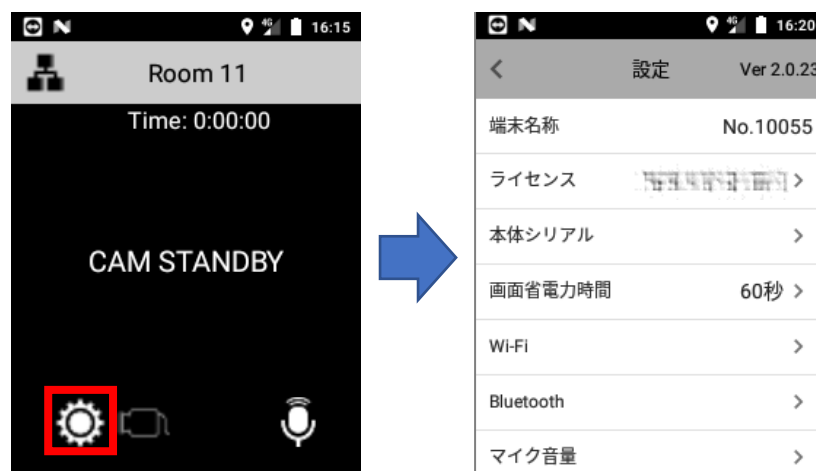 4G 16:15
Room 11
Time: 0:00:00
CAM STANDBY
4G 16:20
設定 Ver 2.0.23
端末名称 No.10055
ライセンス
本体シリアル
画面省電力時間 60秒
Wi-Fi
Bluetooth
マイク音量